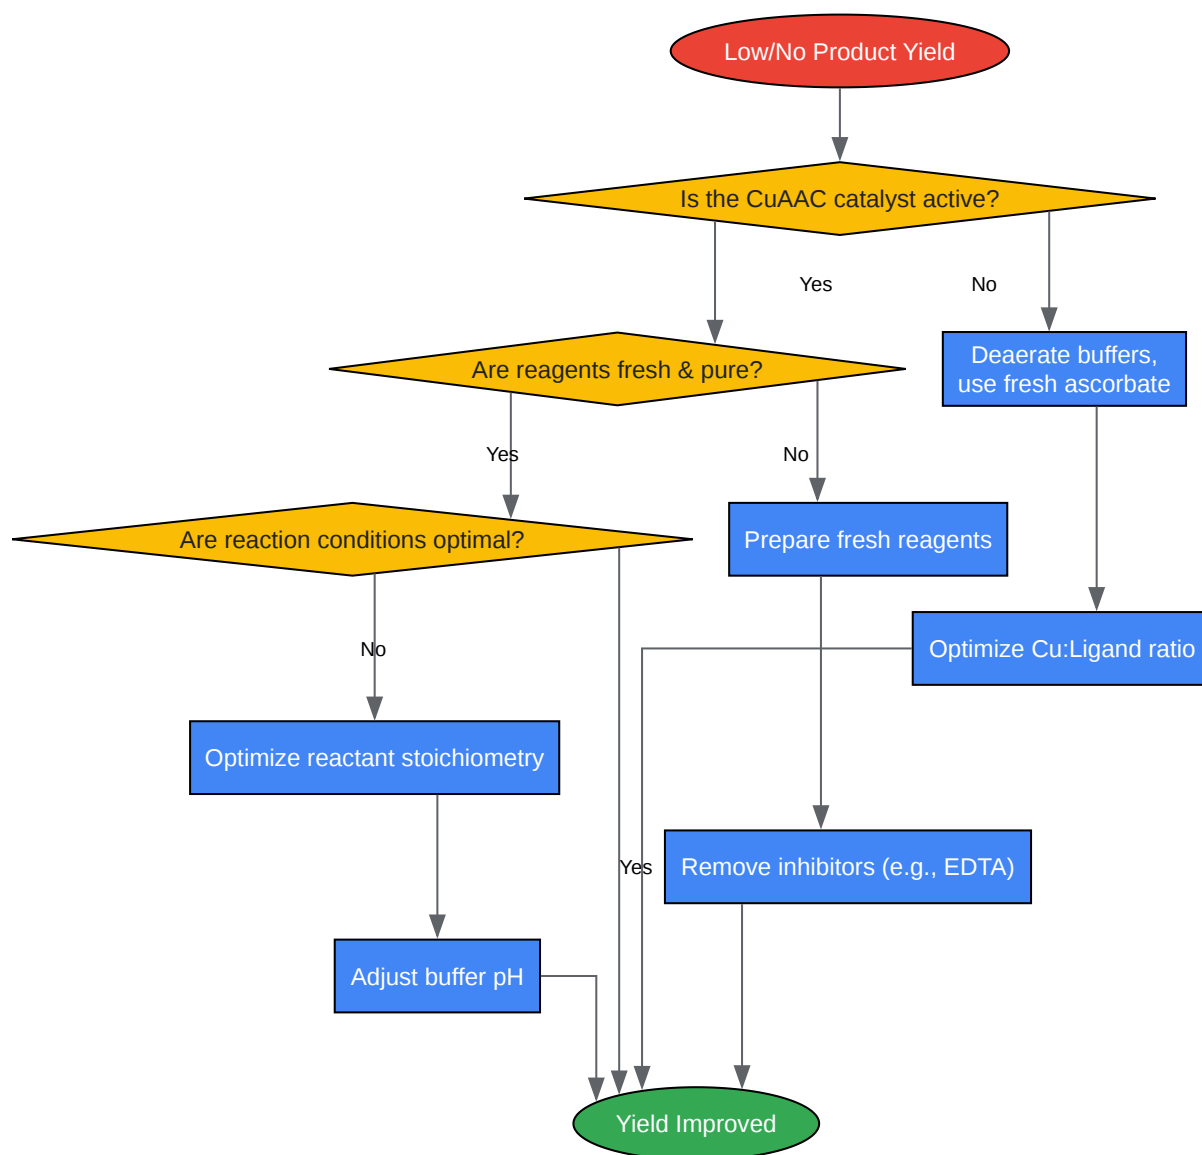 Low/No Product Yield
Is the CuAAC catalyst active?
Yes
No
Deaerate buffers,
use fresh ascorbate
Are reagents fresh & pure?
Yes
No
Prepare fresh reagents
Are reaction conditions optimal?
No
Optimize Cu:Ligand ratio
Optimize reactant stoichiometry
Yes
Remove inhibitors (e.g., EDTA)
Adjust buffer pH
Yield Improved